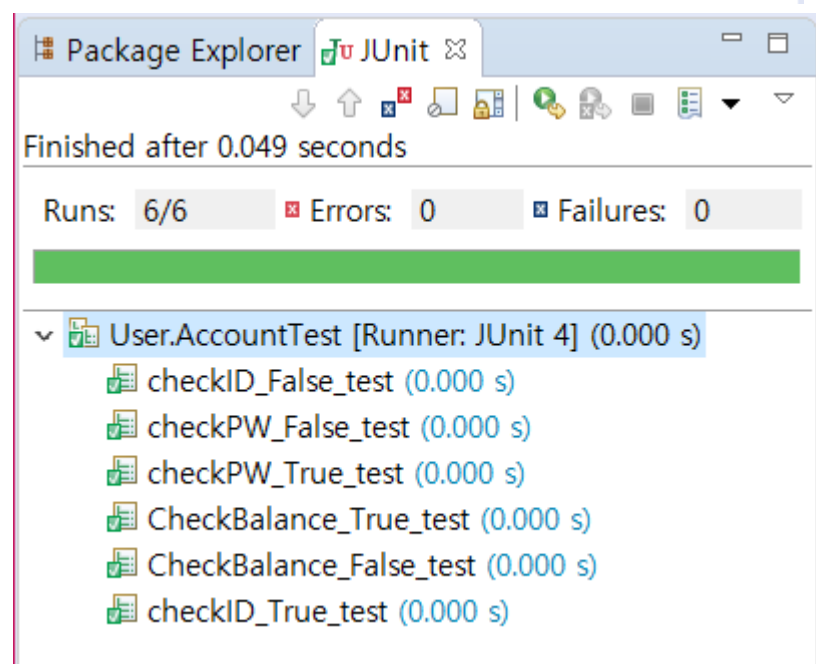 Package Explorer JUnit
Finished after 0.049 seconds
Runs: 6/6 Errors: 0 Failures: 0
User.AccountTest [Runner: JUnit 4] (0.000 s)
checkID_False_test (0.000 s)
checkPW_False_test (0.000 s)
checkPW_True_test (0.000 s)
CheckBalance_True_test (0.000 s)
CheckBalance_False_test (0.000 s)
checkID_True_test (0.000 s)